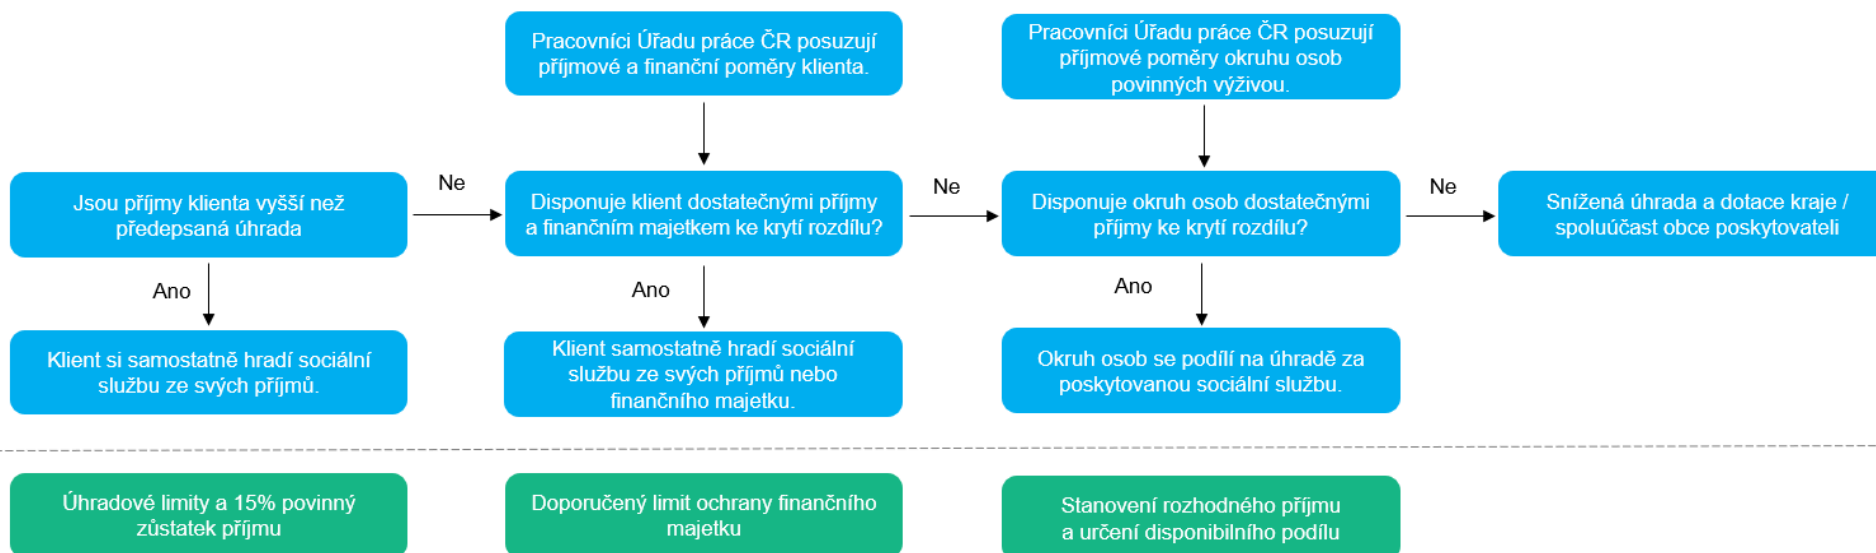 Pracovníci Úřadu práce ČR posuzují
příjmové a finanční poměry klienta.
Pracovníci Úřadu práce ČR posuzují
příjmové poměry okruhu osob
povinných výživou.
Jsou příjmy klienta vyšší než
předepsaná úhrada
Ne
Disponuje klient dostatečnými příjmy
a finančním majetkem ke krytí rozdílu?
Ne
Disponuje okruh osob dostatečnými
příjmy ke krytí rozdílu?
Ne
Snížená úhrada a dotace kraje /
spoluúčast obce poskytovateli
Ano
Ano
Ano
Klient si samostatně hradí sociální
službu ze svých příjmů.
Klient samostatně hradí sociální
službu ze svých příjmů nebo
finančního majetku.
Okruh osob se podílí na úhradě za
poskytovanou sociální službu.
Úhradové limity a 15% povinný
zůstatek příjmu
Doporučený limit ochrany finančního
majetku
Stanovení rozhodného příjmu
a určení disponibilního podílu